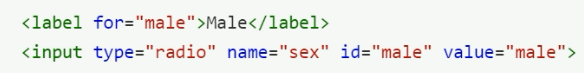 <label for="male">Male</label>
<input type="radio" name="sex" id="male" value="male">